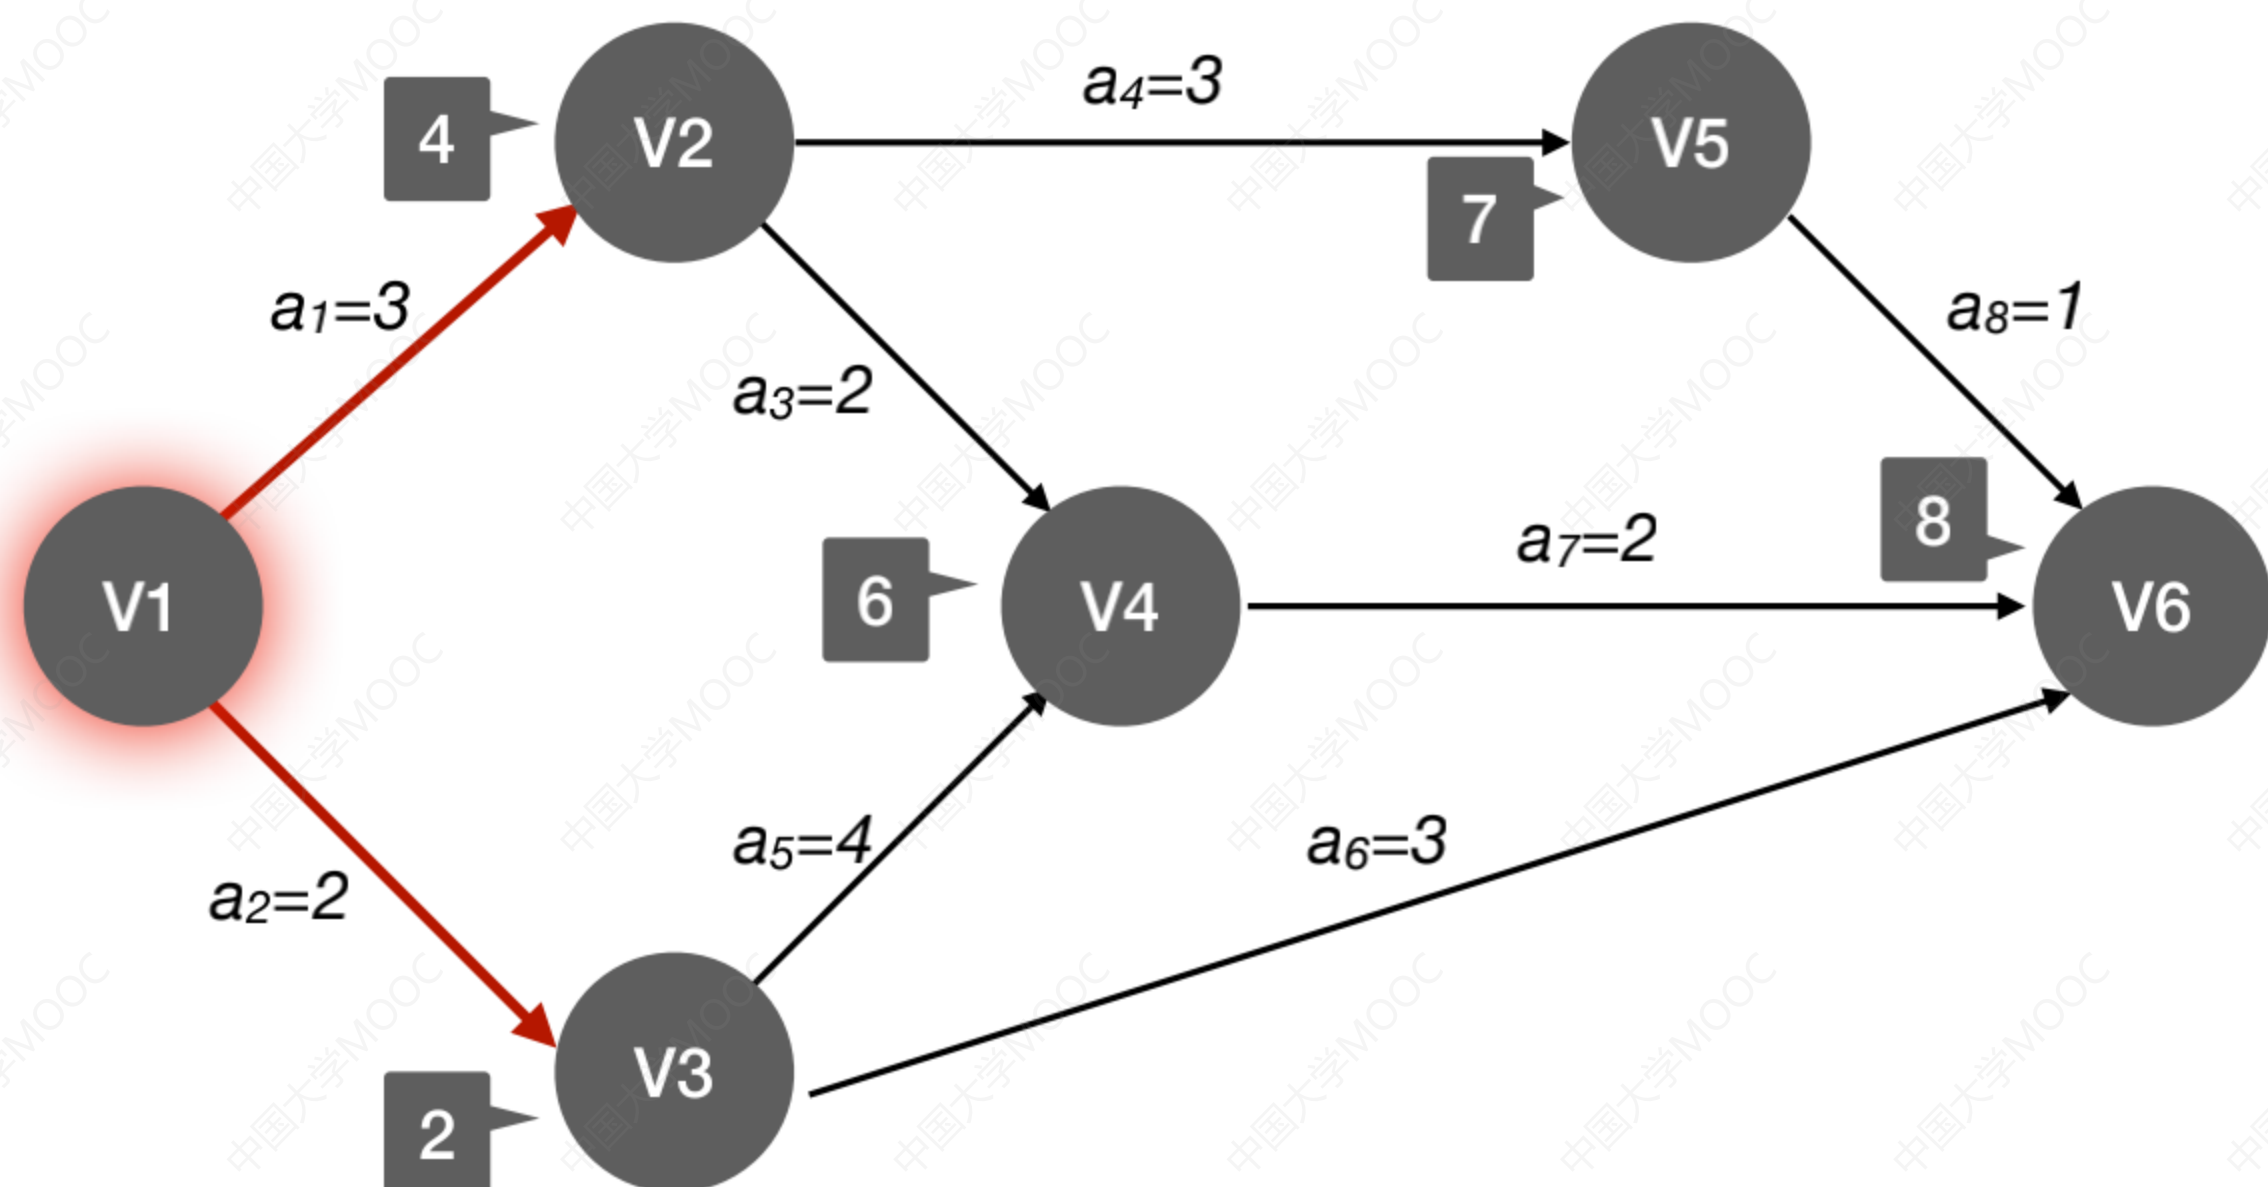 V2
a4=3
V5
4
7
a1=3
a8=1
a3=2
V1
6
V4
a7=2
8
V6
a5=4
a6=3
a2=2
V3
2
中国大学MOOC